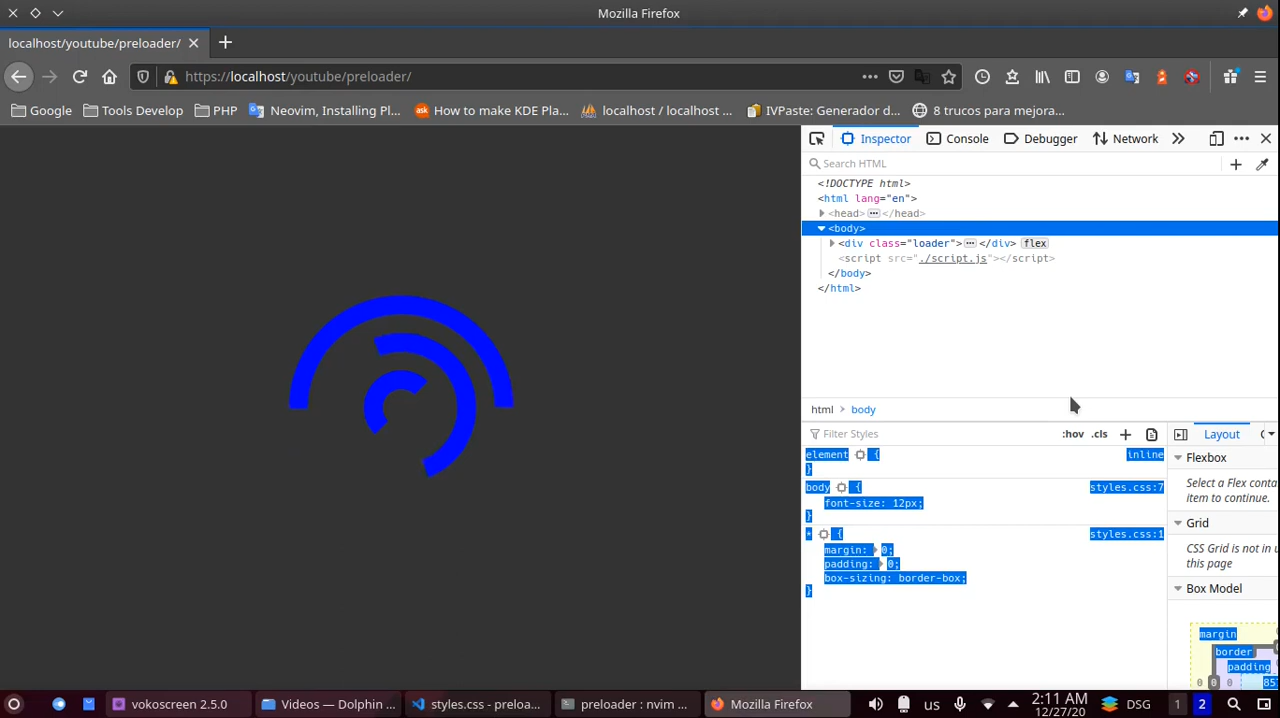 Mozilla Firefox
localhost/youtube/preloader/
https://localhost/youtube/preloader/
Google Tools Develop PHP Neovim, Installing Pl... How to make KDE Pla... localhost / localhost ... IVPaste: Generador d... 8 trucos para mejora...
Inspector Console Debugger Network
Search HTML
<!DOCTYPE html>
<html lang="en">
<head>⋯</head>
<body>
<div class="loader">⋯</div> flex
<script src="./script.js"></script>
</body>
</html>
html > body
Filter Styles :hov .cls Layout
element { inline
}
body { styles.css:7
font-size: 12px;
}
* { styles.css:1
margin: 0;
padding: 0;
box-sizing: border-box;
}
Flexbox
Select a Flex conta
item to continue.
Grid
CSS Grid is not in u
this page
Box Model
margin
border
padding
0 0 0 85
vokoscreen 2.5.0 Videos — Dolphin ... styles.css - preloa... preloader : nvim ... Mozilla Firefox us 2:11 AM DSG 1 2
12/27/20